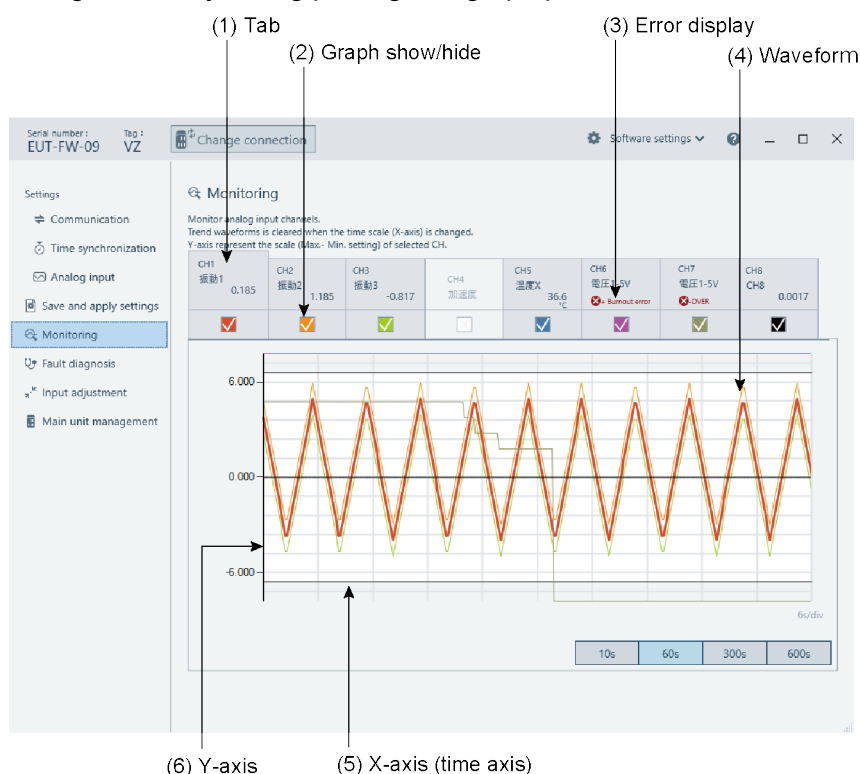 (1) Tab
(2) Graph show/hide
(3) Error display
(4) Waveform
Serial number :
EUT-FW-09
Tag :
VZ
Change connection
Software settings
Settings
Communication
Time synchronization
Analog input
Save and apply settings
Monitoring
Fault diagnosis
Input adjustment
Main unit management
Monitoring
Monitor analog input channels.
Trend waveforms is cleared when the time scale (X-axis) is changed.
Y-axis represent the scale (Max.- Min. setting) of selected CH.
CH1
振動1
0.185
CH2
振動2
1.185
CH3
振動3
-0.817
CH4
加速度
CH5
温度X
36.6
℃
CH6
電圧1-5V
+ Burnout error
CH7
電圧1-5V
-OVER
CH8
CH8
0.0017
6.000
0.000
-6.000
6s/div
10s
60s
300s
600s
(6) Y-axis
(5) X-axis (time axis)